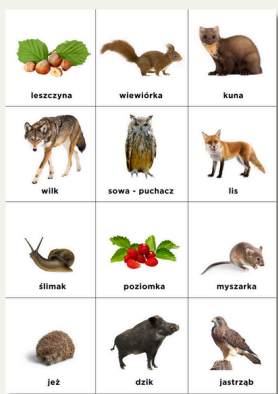 leszczyna
wiewiórka
kuna
wilk
sowa - puchacz
lis
ślimak
poziomka
myszarka
jeż
dzik
jastrząb